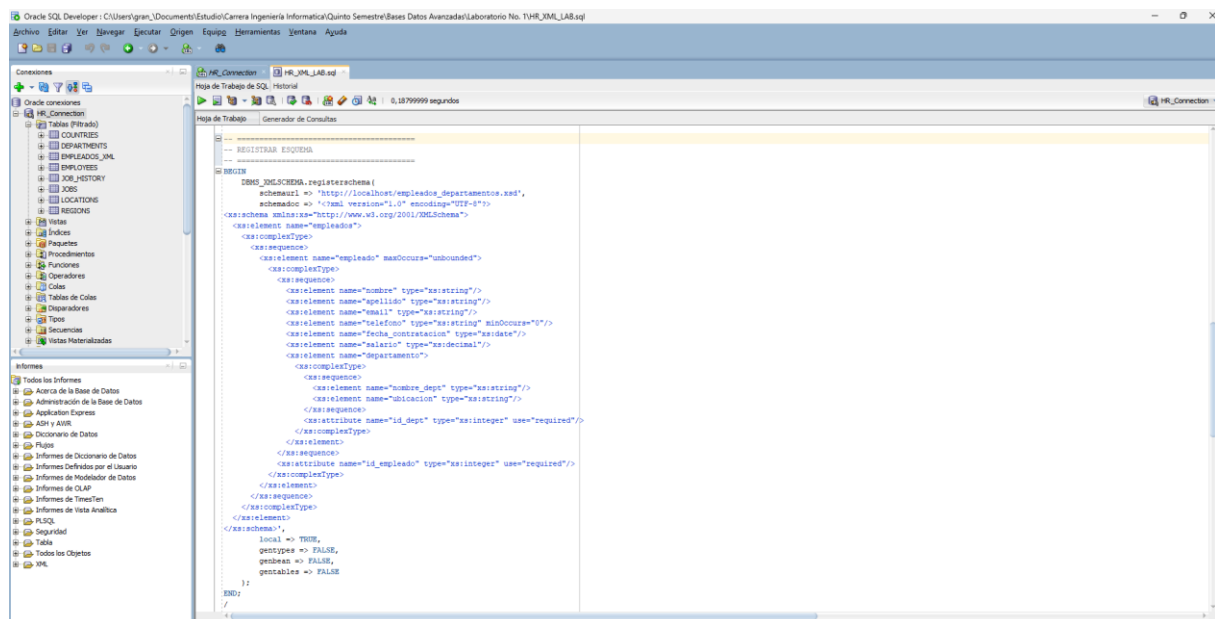 Oracle SQL Developer : C:\Users\gran_\Documents\Estudio\Carrera Ingeniería Informatica\Quinto Semestre\Bases Datos Avanzadas\Laboratorio No. 1\HR_XML_LAB.sql
Archivo Editar Ver Navegar Ejecutar Origen Equipo Herramientas Ventana Ayuda
Conexiones
Oracle conexiones
HR_Connection
Tablas (Filtrado)
COUNTRIES
DEPARTMENTS
EMPLEADOS_XML
EMPLOYEES
JOB_HISTORY
JOBS
LOCATIONS
REGIONS
Vistas
Índices
Paquetes
Procedimientos
Funciones
Operadores
Colas
Tablas de Colas
Disparadores
Tipos
Secuencias
Vistas Materializadas
Informes
Todos los Informes
Acerca de la Base de Datos
Administración de la Base de Datos
Application Express
ASH y AWR
Diccionario de Datos
Flujos
Informes de Diccionario de Datos
Informes Definidos por el Usuario
Informes de Modelador de Datos
Informes de OLAP
Informes de TimesTen
Informes de Vista Analítica
PLSQL
Seguridad
Tabla
Todos los Objetos
XML
HR_Connection HR_XML_LAB.sql
Hoja de Trabajo de SQL Historial
0,18799999 segundos HR_Connection
Hoja de Trabajo Generador de Consultas
-- ========================================
-- REGISTRAR ESQUEMA
-- ========================================
BEGIN
DBMS_XMLSCHEMA.registerschema(
schemaurl => 'http://localhost/empleados_departamentos.xsd',
schemadoc => '<?xml version="1.0" encoding="UTF-8"?>
<xs:schema xmlns:xs="http://www.w3.org/2001/XMLSchema">
<xs:element name="empleados">
<xs:complexType>
<xs:sequence>
<xs:element name="empleado" maxOccurs="unbounded">
<xs:complexType>
<xs:sequence>
<xs:element name="nombre" type="xs:string"/>
<xs:element name="apellido" type="xs:string"/>
<xs:element name="email" type="xs:string"/>
<xs:element name="telefono" type="xs:string" minOccurs="0"/>
<xs:element name="fecha_contratacion" type="xs:date"/>
<xs:element name="salario" type="xs:decimal"/>
<xs:element name="departamento">
<xs:complexType>
<xs:sequence>
<xs:element name="nombre_dept" type="xs:string"/>
<xs:element name="ubicacion" type="xs:string"/>
</xs:sequence>
<xs:attribute name="id_dept" type="xs:integer" use="required"/>
</xs:complexType>
</xs:element>
</xs:sequence>
<xs:attribute name="id_empleado" type="xs:integer" use="required"/>
</xs:complexType>
</xs:element>
</xs:sequence>
</xs:complexType>
</xs:element>
</xs:schema>',
local => TRUE,
gentypes => FALSE,
genbean => FALSE,
gentables => FALSE
);
END;
/